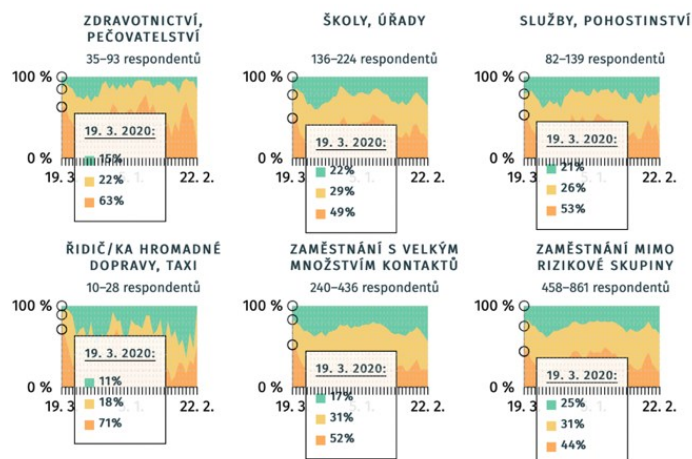 ZDRAVOTNICTVÍ,
PEČOVATELSTVÍ
35–93 respondentů
100 %
0 %
19. 3
22. 2.
19. 3. 2020:
15%
22%
63%
ŠKOLY, ÚŘADY
136–224 respondentů
100 %
0 %
19. 3
22. 2.
19. 3. 2020:
22%
29%
49%
SLUŽBY, POHOSTINSTVÍ
82–139 respondentů
100 %
0 %
19. 3
22. 2.
19. 3. 2020:
21%
26%
53%
ŘIDIČ/KA HROMADNÉ
DOPRAVY, TAXI
10–28 respondentů
100 %
0 %
19. 3
22. 2.
19. 3. 2020:
11%
18%
71%
ZAMĚSTNÁNÍ S VELKÝM
MNOŽSTVÍM KONTAKTŮ
240–436 respondentů
100 %
0 %
19. 3
22. 2.
19. 3. 2020:
17%
31%
52%
ZAMĚSTNÁNÍ MIMO
RIZIKOVÉ SKUPINY
458–861 respondentů
100 %
0 %
19. 3
22. 2.
19. 3. 2020:
25%
31%
44%